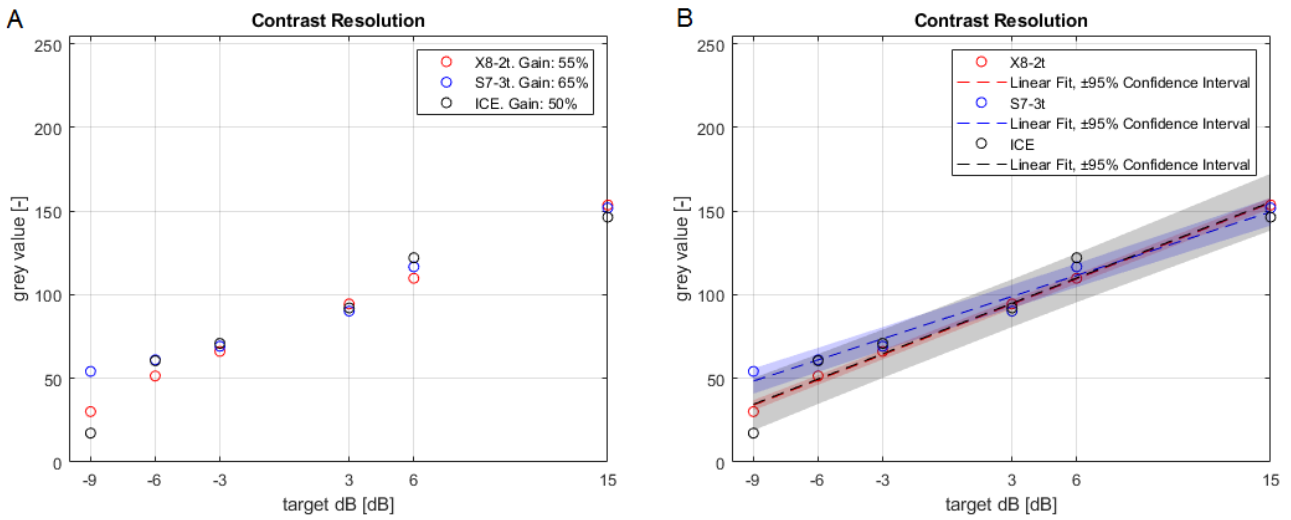 A
Contrast Resolution
250
200
150
100
50
0
grey value [-]
X8-2t. Gain: 55%
S7-3t. Gain: 65%
ICE. Gain: 50%
-9
-6
-3
3
6
15
target dB [dB]
B
Contrast Resolution
250
200
150
100
50
0
grey value [-]
X8-2t
Linear Fit, ±95% Confidence Interval
S7-3t
Linear Fit, ±95% Confidence Interval
ICE
Linear Fit, ±95% Confidence Interval
-9
-6
-3
3
6
15
target dB [dB]